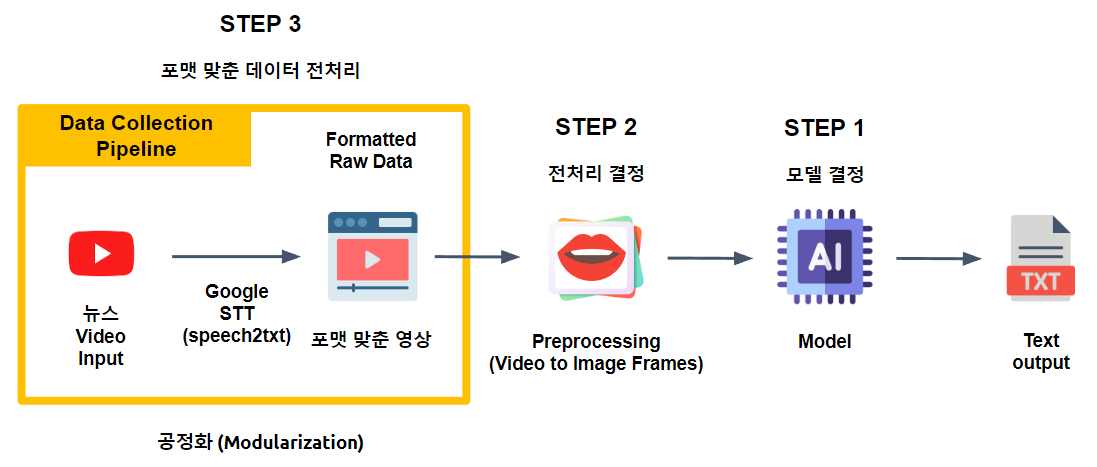 STEP 3
포맷 맞춘 데이터 전처리
Data Collection
Pipeline
Formatted
Raw Data
뉴스
Video
Input
Google
STT
(speech2txt)
포맷 맞춘 영상
공정화 (Modularization)
STEP 2
전처리 결정
Preprocessing
(Video to Image Frames)
STEP 1
모델 결정
AI
Model
TXT
Text
output